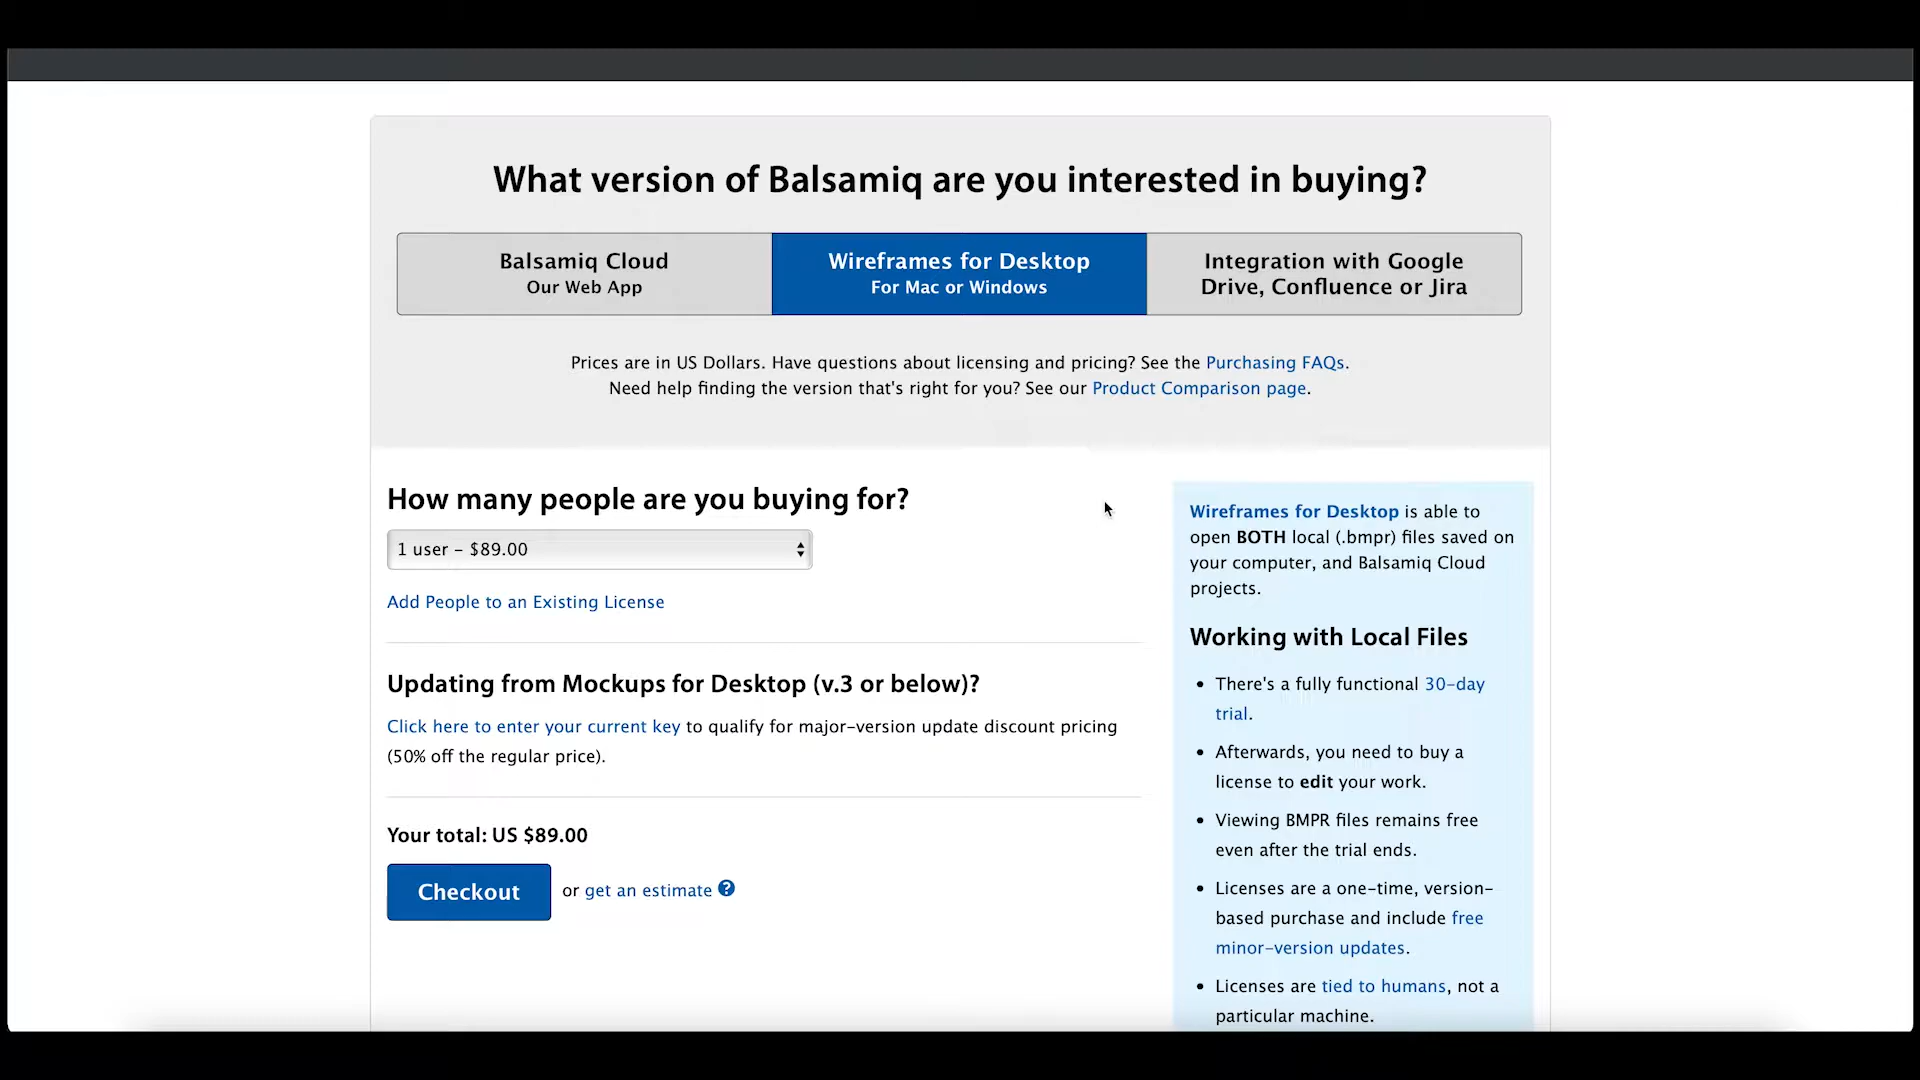 What version of Balsamiq are you interested in buying?
Balsamiq Cloud
Our Web App
Wireframes for Desktop
For Mac or Windows
Integration with Google
Drive, Confluence or Jira
Prices are in US Dollars. Have questions about licensing and pricing? See the Purchasing FAQs.
Need help finding the version that's right for you? See our Product Comparison page.
How many people are you buying for?
1 user – $89.00
Add People to an Existing License
Updating from Mockups for Desktop (v.3 or below)?
Click here to enter your current key to qualify for major-version update discount pricing
(50% off the regular price).
Your total: US $89.00
Checkout or get an estimate ?
Wireframes for Desktop is able to
open BOTH local (.bmpr) files saved on
your computer, and Balsamiq Cloud
projects.
Working with Local Files
• There's a fully functional 30-day
trial.
• Afterwards, you need to buy a
license to edit your work.
• Viewing BMPR files remains free
even after the trial ends.
• Licenses are a one-time, version-
based purchase and include free
minor-version updates.
• Licenses are tied to humans, not a
particular machine.